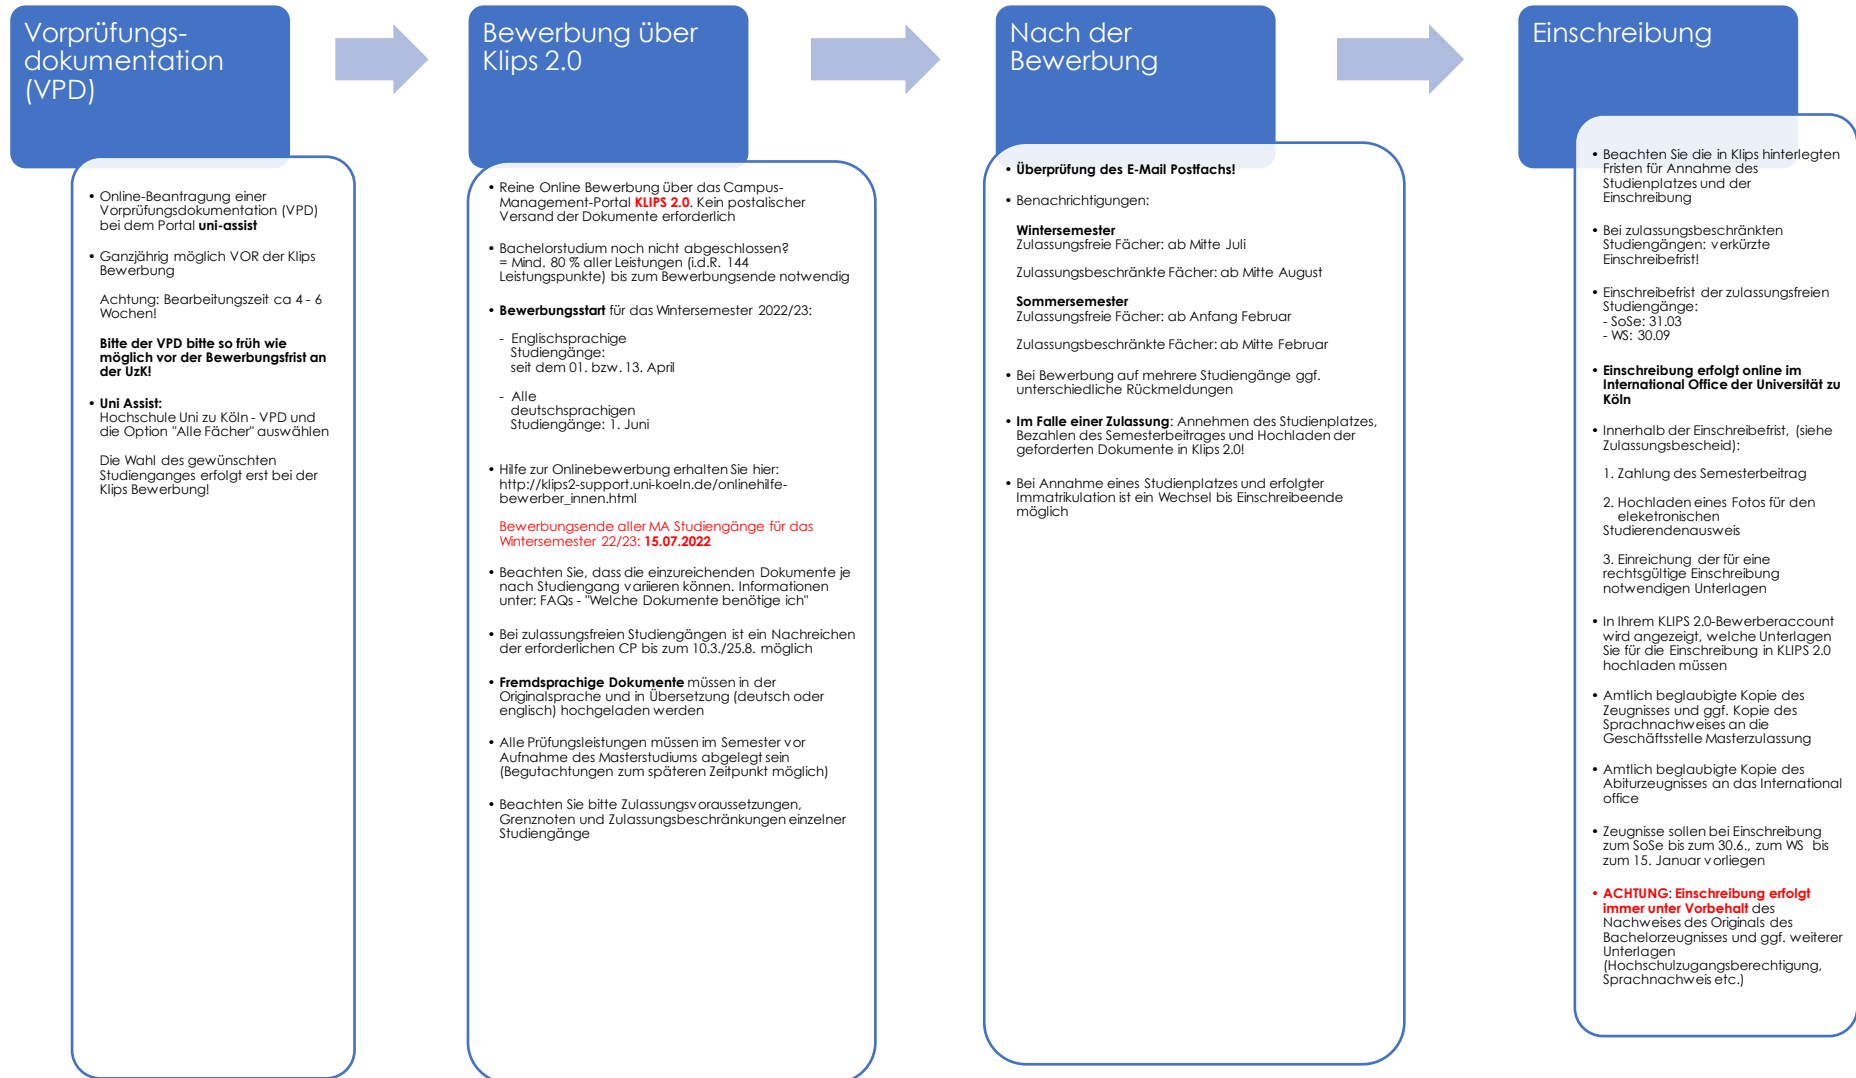 Vorprüfungs-
dokumentation
(VPD)
• Online-Beantragung einer
Vorprüfungsdokumentation (VPD)
bei dem Portal uni-assist
• Ganzjährig möglich VOR der Klips
Bewerbung
Achtung: Bearbeitungszeit ca 4 - 6
Wochen!
Bitte der VPD bitte so früh wie
möglich vor der Bewerbungsfrist an
der UzK!
• Uni Assist:
Hochschule Uni zu Köln - VPD und
die Option "Alle Fächer" auswählen
Die Wahl des gewünschten
Studienganges erfolgt erst bei der
Klips Bewerbung!
Bewerbung über
Klips 2.0
• Reine Online Bewerbung über das Campus-
Management-Portal KLIPS 2.0. Kein postalischer
Versand der Dokumente erforderlich
• Bachelorstudium noch nicht abgeschlossen?
= Mind. 80 % aller Leistungen (i.d.R. 144
Leistungspunkte) bis zum Bewerbungsende notwendig
• Bewerbungsstart für das Wintersemester 2022/23:
- Englischsprachige
Studiengänge:
seit dem 01. bzw. 13. April
- Alle
deutschsprachigen
Studiengänge: 1. Juni
• Hilfe zur Onlinebewerbung erhalten Sie hier:
http://klips2-support.uni-koeln.de/onlinehilfe-
bewerber_innen.html
Bewerbungsende aller MA Studiengänge für das
Wintersemester 22/23: 15.07.2022
• Beachten Sie, dass die einzureichenden Dokumente je
nach Studiengang variieren können. Informationen
unter: FAQs - "Welche Dokumente benötige ich"
• Bei zulassungsfreien Studiengängen ist ein Nachreichen
der erforderlichen CP bis zum 10.3./25.8. möglich
• Fremdsprachige Dokumente müssen in der
Originalsprache und in Übersetzung (deutsch oder
englisch) hochgeladen werden
• Alle Prüfungsleistungen müssen im Semester vor
Aufnahme des Masterstudiums abgelegt sein
(Begutachtungen zum späteren Zeitpunkt möglich)
• Beachten Sie bitte Zulassungsvoraussetzungen,
Grenznoten und Zulassungsbeschränkungen einzelner
Studiengänge
Nach der
Bewerbung
• Überprüfung des E-Mail Postfachs!
• Benachrichtigungen:
Wintersemester
Zulassungsfreie Fächer: ab Mitte Juli
Zulassungsbeschränkte Fächer: ab Mitte August
Sommersemester
Zulassungsfreie Fächer: ab Anfang Februar
Zulassungsbeschränkte Fächer: ab Mitte Februar
• Bei Bewerbung auf mehrere Studiengänge ggf.
unterschiedliche Rückmeldungen
• Im Falle einer Zulassung: Annehmen des Studienplatzes,
Bezahlen des Semesterbeitrages und Hochladen der
geforderten Dokumente in Klips 2.0!
• Bei Annahme eines Studienplatzes und erfolgter
Immatrikulation ist ein Wechsel bis Einschreibeende
möglich
Einschreibung
• Beachten Sie die in Klips hinterlegten
Fristen für Annahme des
Studienplatzes und der
Einschreibung
• Bei zulassungsbeschränkten
Studiengängen: verkürzte
Einschreibefrist!
• Einschreibefrist der zulassungsfreien
Studiengänge:
- SoSe: 31.03
- WS: 30.09
• Einschreibung erfolgt online im
International Office der Universität zu
Köln
• Innerhalb der Einschreibefrist, (siehe
Zulassungsbescheid):
1. Zahlung des Semesterbeitrag
2. Hochladen eines Fotos für den
eleketronischen
Studierendenausweis
3. Einreichung der für eine
rechtsgültige Einschreibung
notwendigen Unterlagen
• In Ihrem KLIPS 2.0-Bewerberaccount
wird angezeigt, welche Unterlagen
Sie für die Einschreibung in KLIPS 2.0
hochladen müssen
• Amtlich beglaubigte Kopie des
Zeugnisses und ggf. Kopie des
Sprachnachweises an die
Geschäftsstelle Masterzulassung
• Amtlich beglaubigte Kopie des
Abiturzeugnisses an das International
office
• Zeugnisse sollen bei Einschreibung
zum SoSe bis zum 30.6., zum WS bis
zum 15. Januar vorliegen
• ACHTUNG: Einschreibung erfolgt
immer unter Vorbehalt des
Nachweises des Originals des
Bachelorzeugnisses und ggf. weiterer
Unterlagen
(Hochschulzugangsberechtigung,
Sprachnachweis etc.)